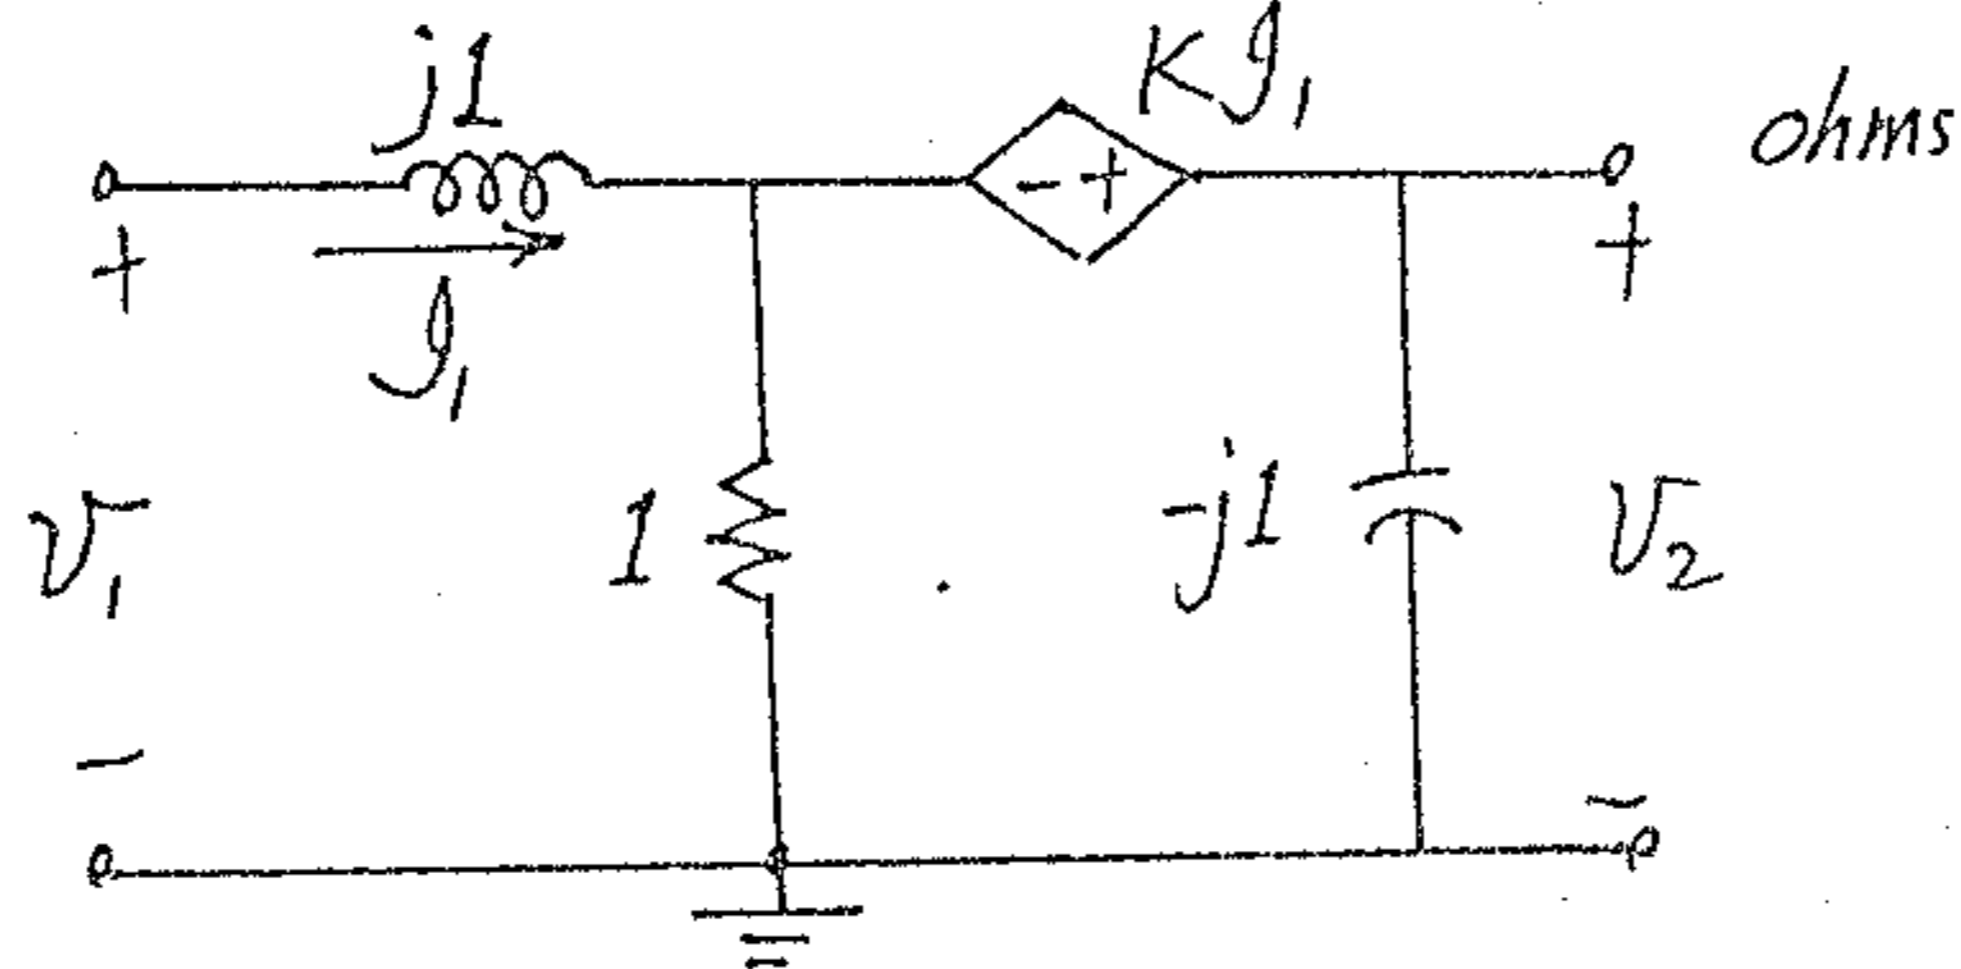 j1
KI₁
ohms
+
I₁
- +
+
V₁
1
-j1
V₂
-
-